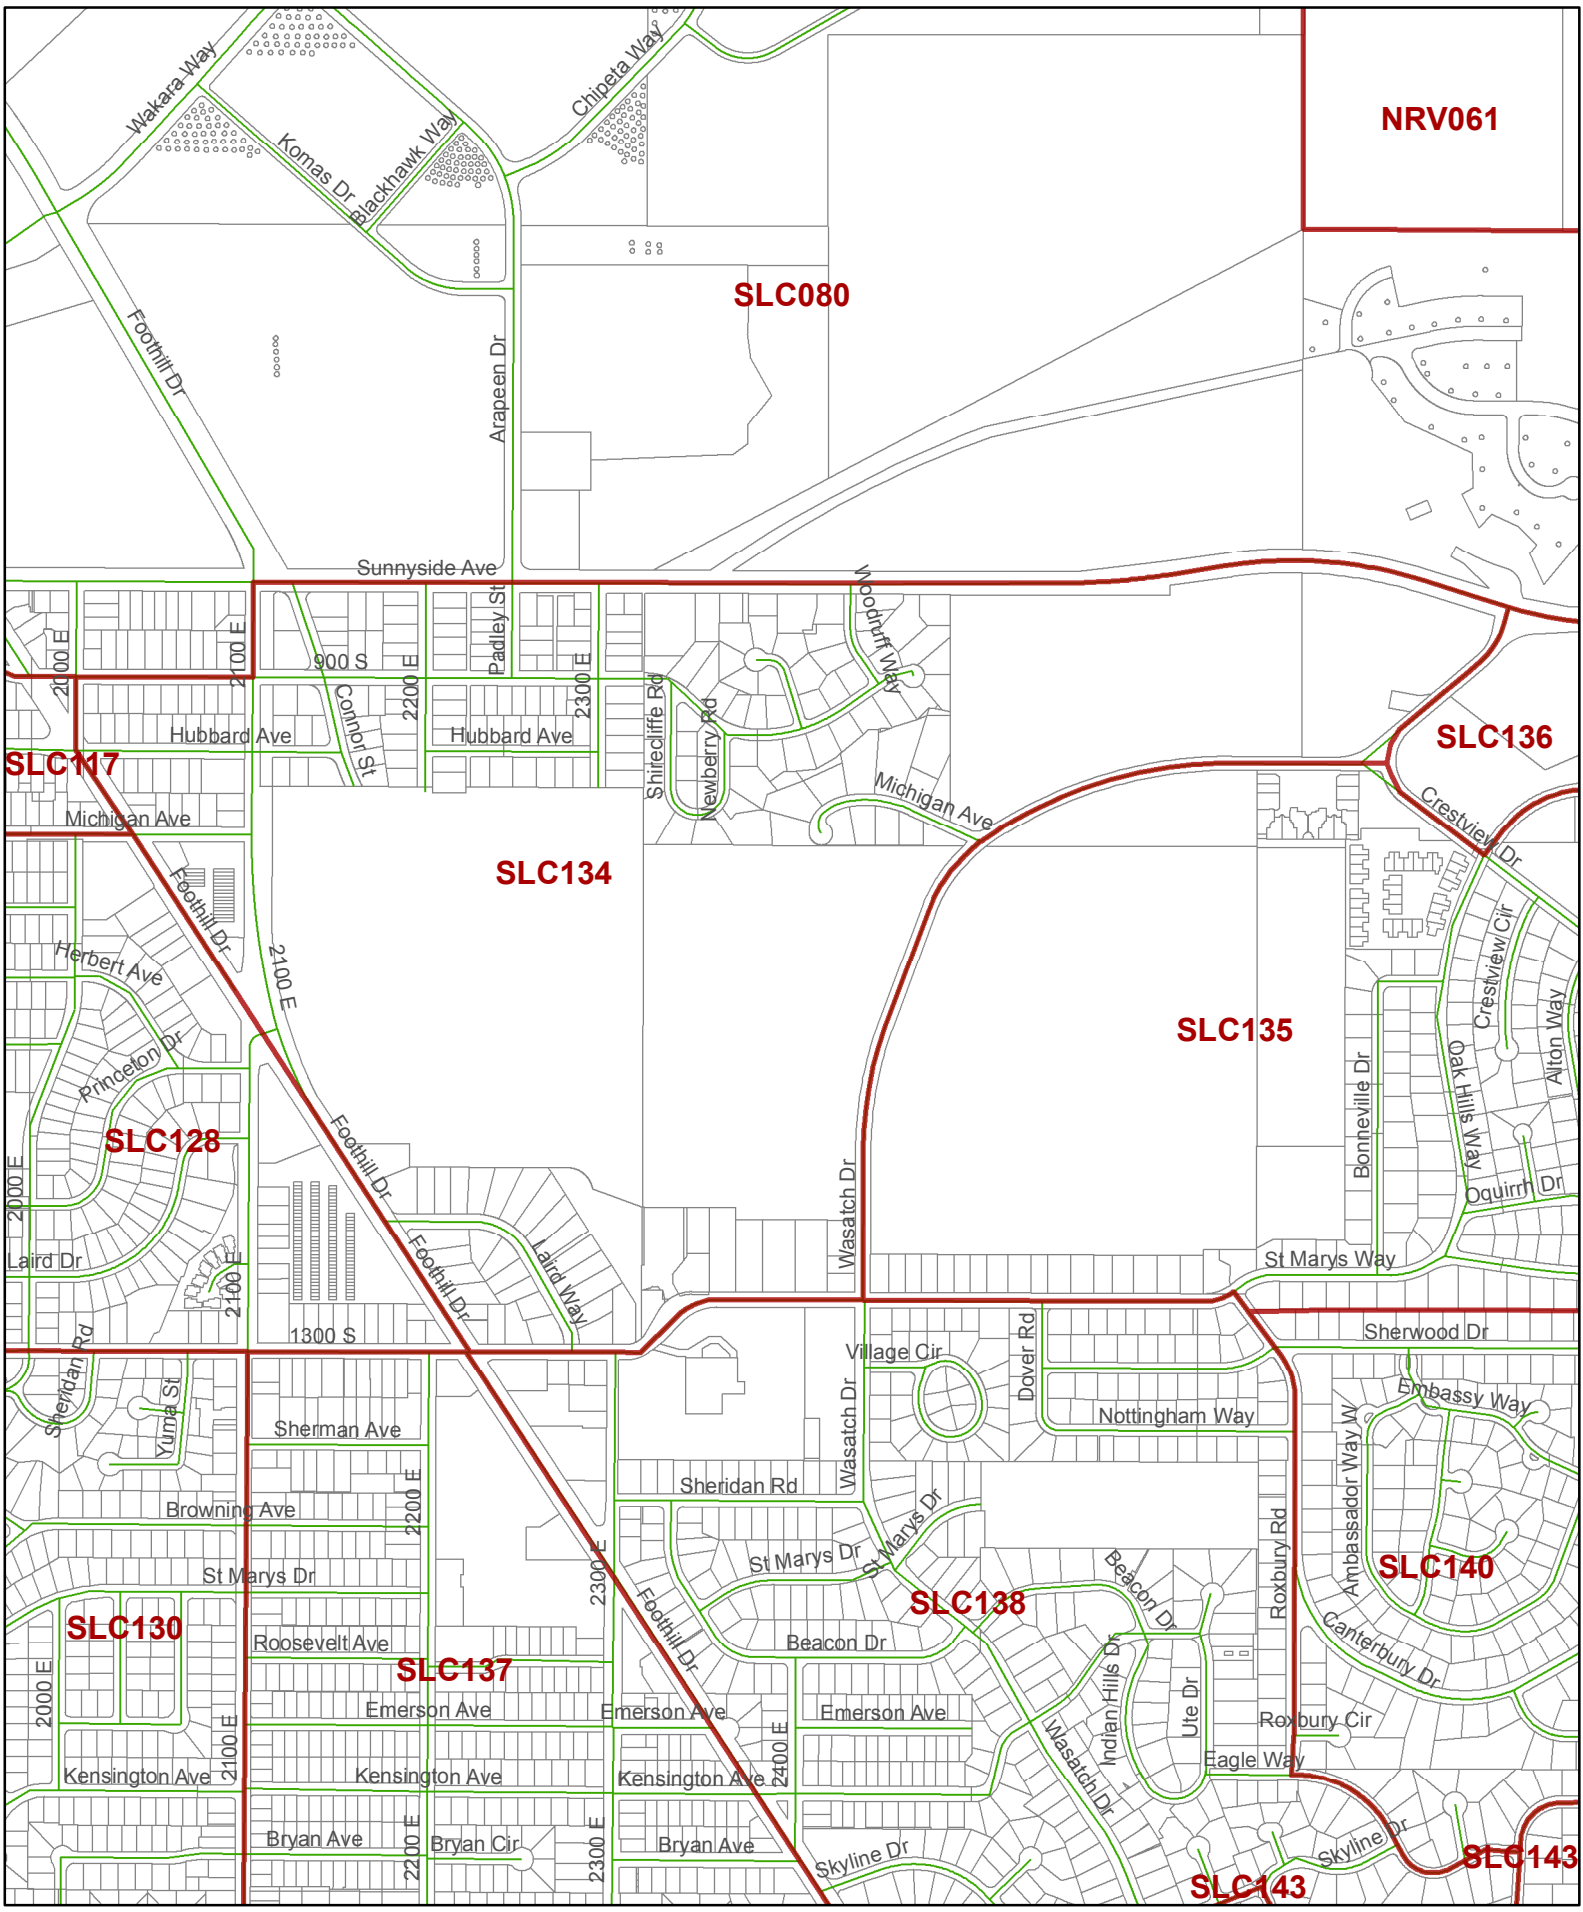 Wakara Way
Chipeta Way
NRV061
Komas Dr
Blackhawk Way
SLC080
Foothill Dr
Arapeen Dr
Sunnyside Ave
Woodruff Way
2000 E
2100 E
Padley St
900 S
2200 E
2300 E
Connor St
Shirecliffe Rd
Newberry Rd
Hubbard Ave
Hubbard Ave
SLC136
SLC117
Michigan Ave
Michigan Ave
Crestview Dr
SLC134
Foothill Dr
Herbert Ave
2100 E
Crestview Cir
Alton Way
SLC135
Princeton Dr
Oak Hills Way
Bonneville Dr
SLC128
Foothill Dr
2000 E
Wasatch Dr
Oquirrh Dr
Laird Dr
2100 E
Foothill Dr
Laird Way
St Marys Way
1300 S
Sherwood Dr
Sheridan Rd
Village Cir
Dover Rd
Yuma St
Wasatch Dr
Embassy Way
Sherman Ave
Nottingham Way
Ambassador Way W
Sheridan Rd
2200 E
Browning Ave
St Marys Dr
Roxbury Rd
St Marys Dr
Beacon Dr
SLC140
St Marys Dr
2300 E
SLC138
SLC130
Foothill Dr
Canterbury Dr
Roosevelt Ave
Beacon Dr
SLC137
Indian Hills Dr
Ute Dr
2000 E
Emerson Ave
Emerson Ave
Emerson Ave
Roxbury Cir
2100 E
2400 E
Wasatch Dr
Eagle Way
Kensington Ave
Kensington Ave
Kensington Ave
Bryan Ave
2200 E
Bryan Cir
2300 E
Bryan Ave
Skyline Dr
Skyline Dr
SLC143
SLC143